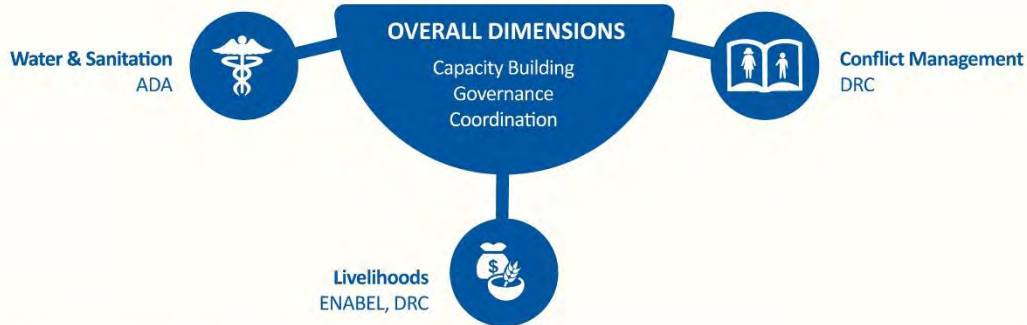 OVERALL DIMENSIONS
Capacity Building
Governance
Coordination
Water & Sanitation
ADA
Conflict Management
DRC
$
Livelihoods
ENABEL, DRC